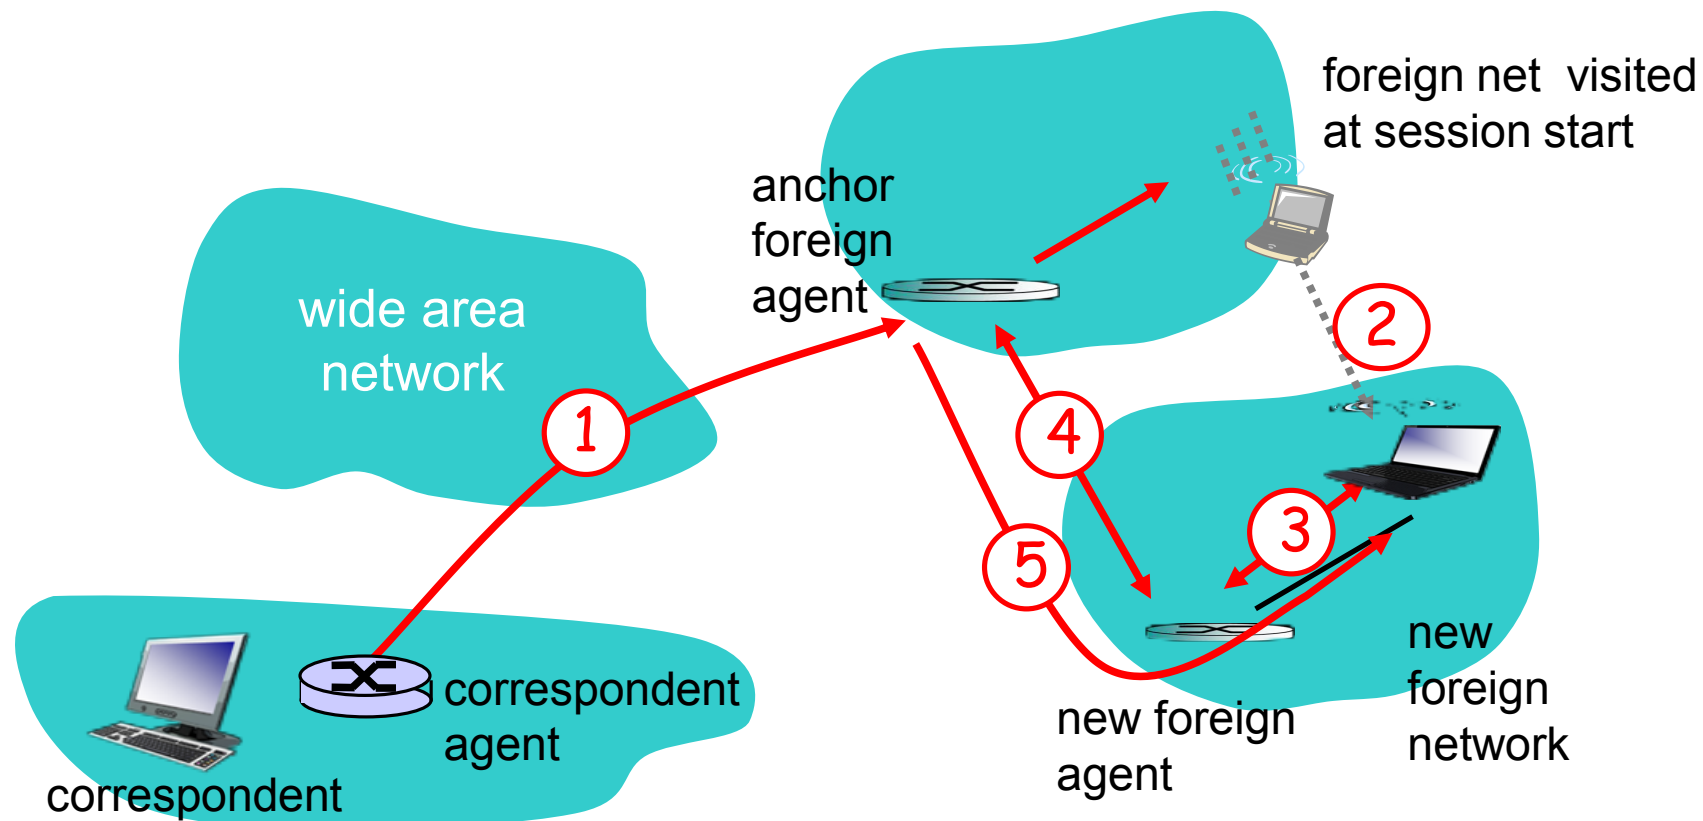 foreign net visited
at session start
anchor
foreign
agent
wide area
network
2
1
4
3
5
correspondent
agent
correspondent
new foreign
agent
new
foreign
network